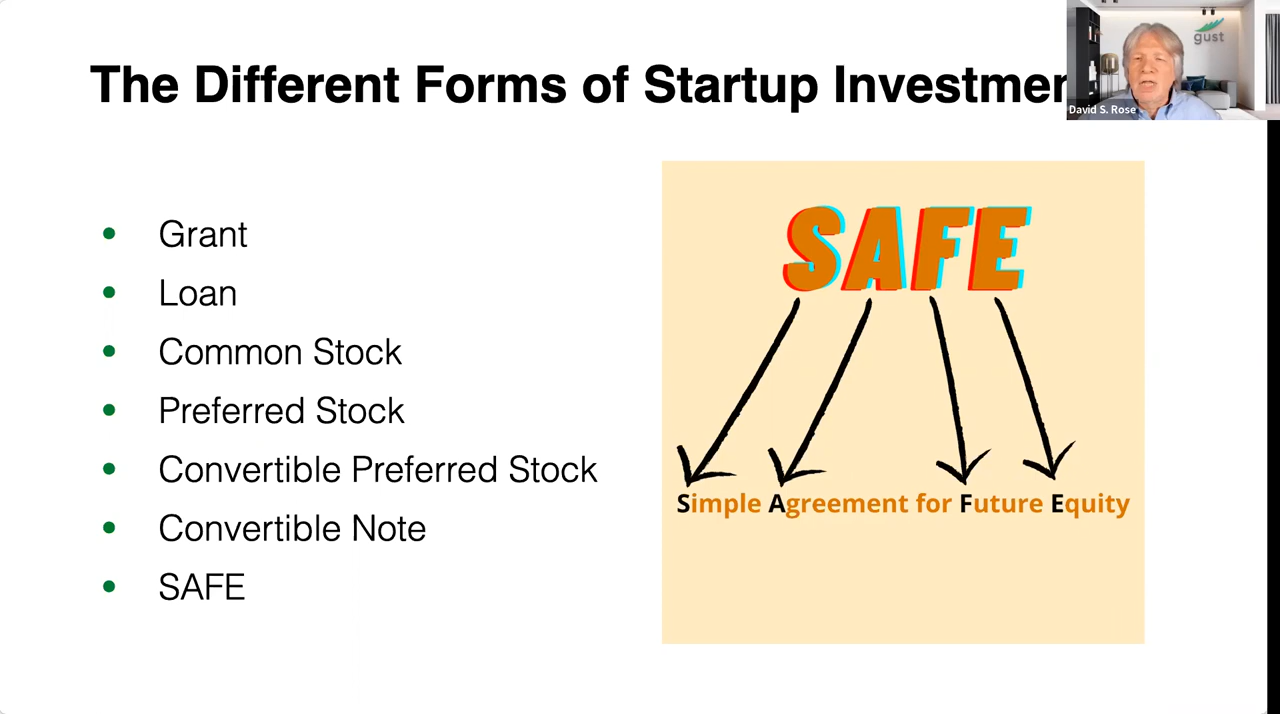 The Different Forms of Startup Investmen
gust
David S. Rose
Grant
Loan
Common Stock
Preferred Stock
Convertible Preferred Stock
Convertible Note
SAFE
SAFE
Simple Agreement for Future Equity